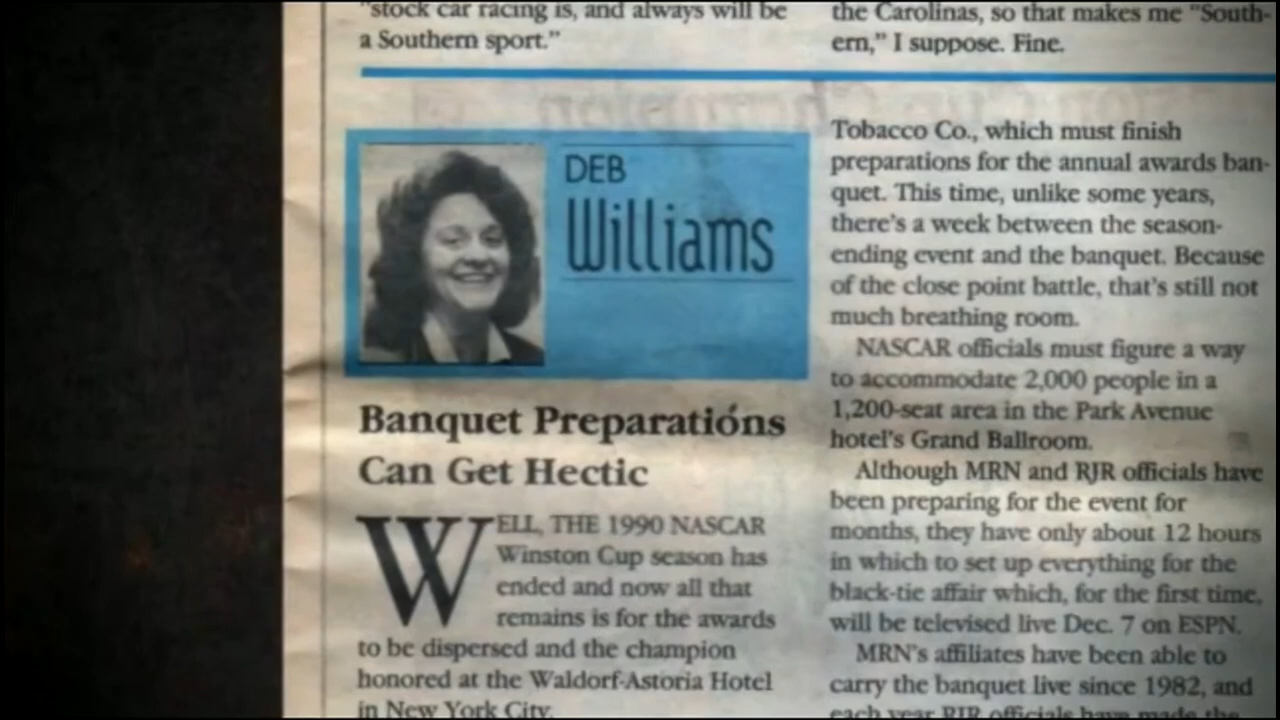 "stock car racing is, and always will be
a Southern sport."
the Carolinas, so that makes me "South-
ern," I suppose. Fine.
DEB
Williams
Banquet Preparations
Can Get Hectic
WELL, THE 1990 NASCAR
Winston Cup season has
ended and now all that
remains is for the awards
to be dispersed and the champion
honored at the Waldorf-Astoria Hotel
in New York City.
Tobacco Co., which must finish
preparations for the annual awards ban-
quet. This time, unlike some years,
there's a week between the season-
ending event and the banquet. Because
of the close point battle, that's still not
much breathing room.
NASCAR officials must figure a way
to accommodate 2,000 people in a
1,200-seat area in the Park Avenue
hotel's Grand Ballroom.
Although MRN and RJR officials have
been preparing for the event for
months, they have only about 12 hours
in which to set up everything for the
black-tie affair which, for the first time,
will be televised live Dec. 7 on ESPN.
MRN's affiliates have been able to
carry the banquet live since 1982, and
each year RJR officials have made the